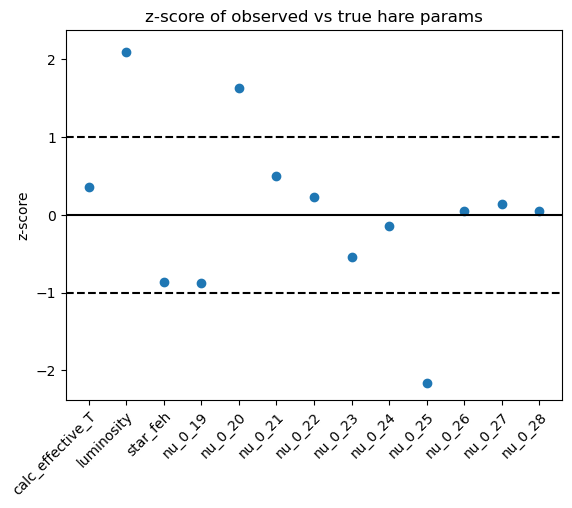 z-score of observed vs true hare params
z-score
2
1
0
−1
−2
calc_effective_T
luminosity
star_feh
nu_0_19
nu_0_20
nu_0_21
nu_0_22
nu_0_23
nu_0_24
nu_0_25
nu_0_26
nu_0_27
nu_0_28